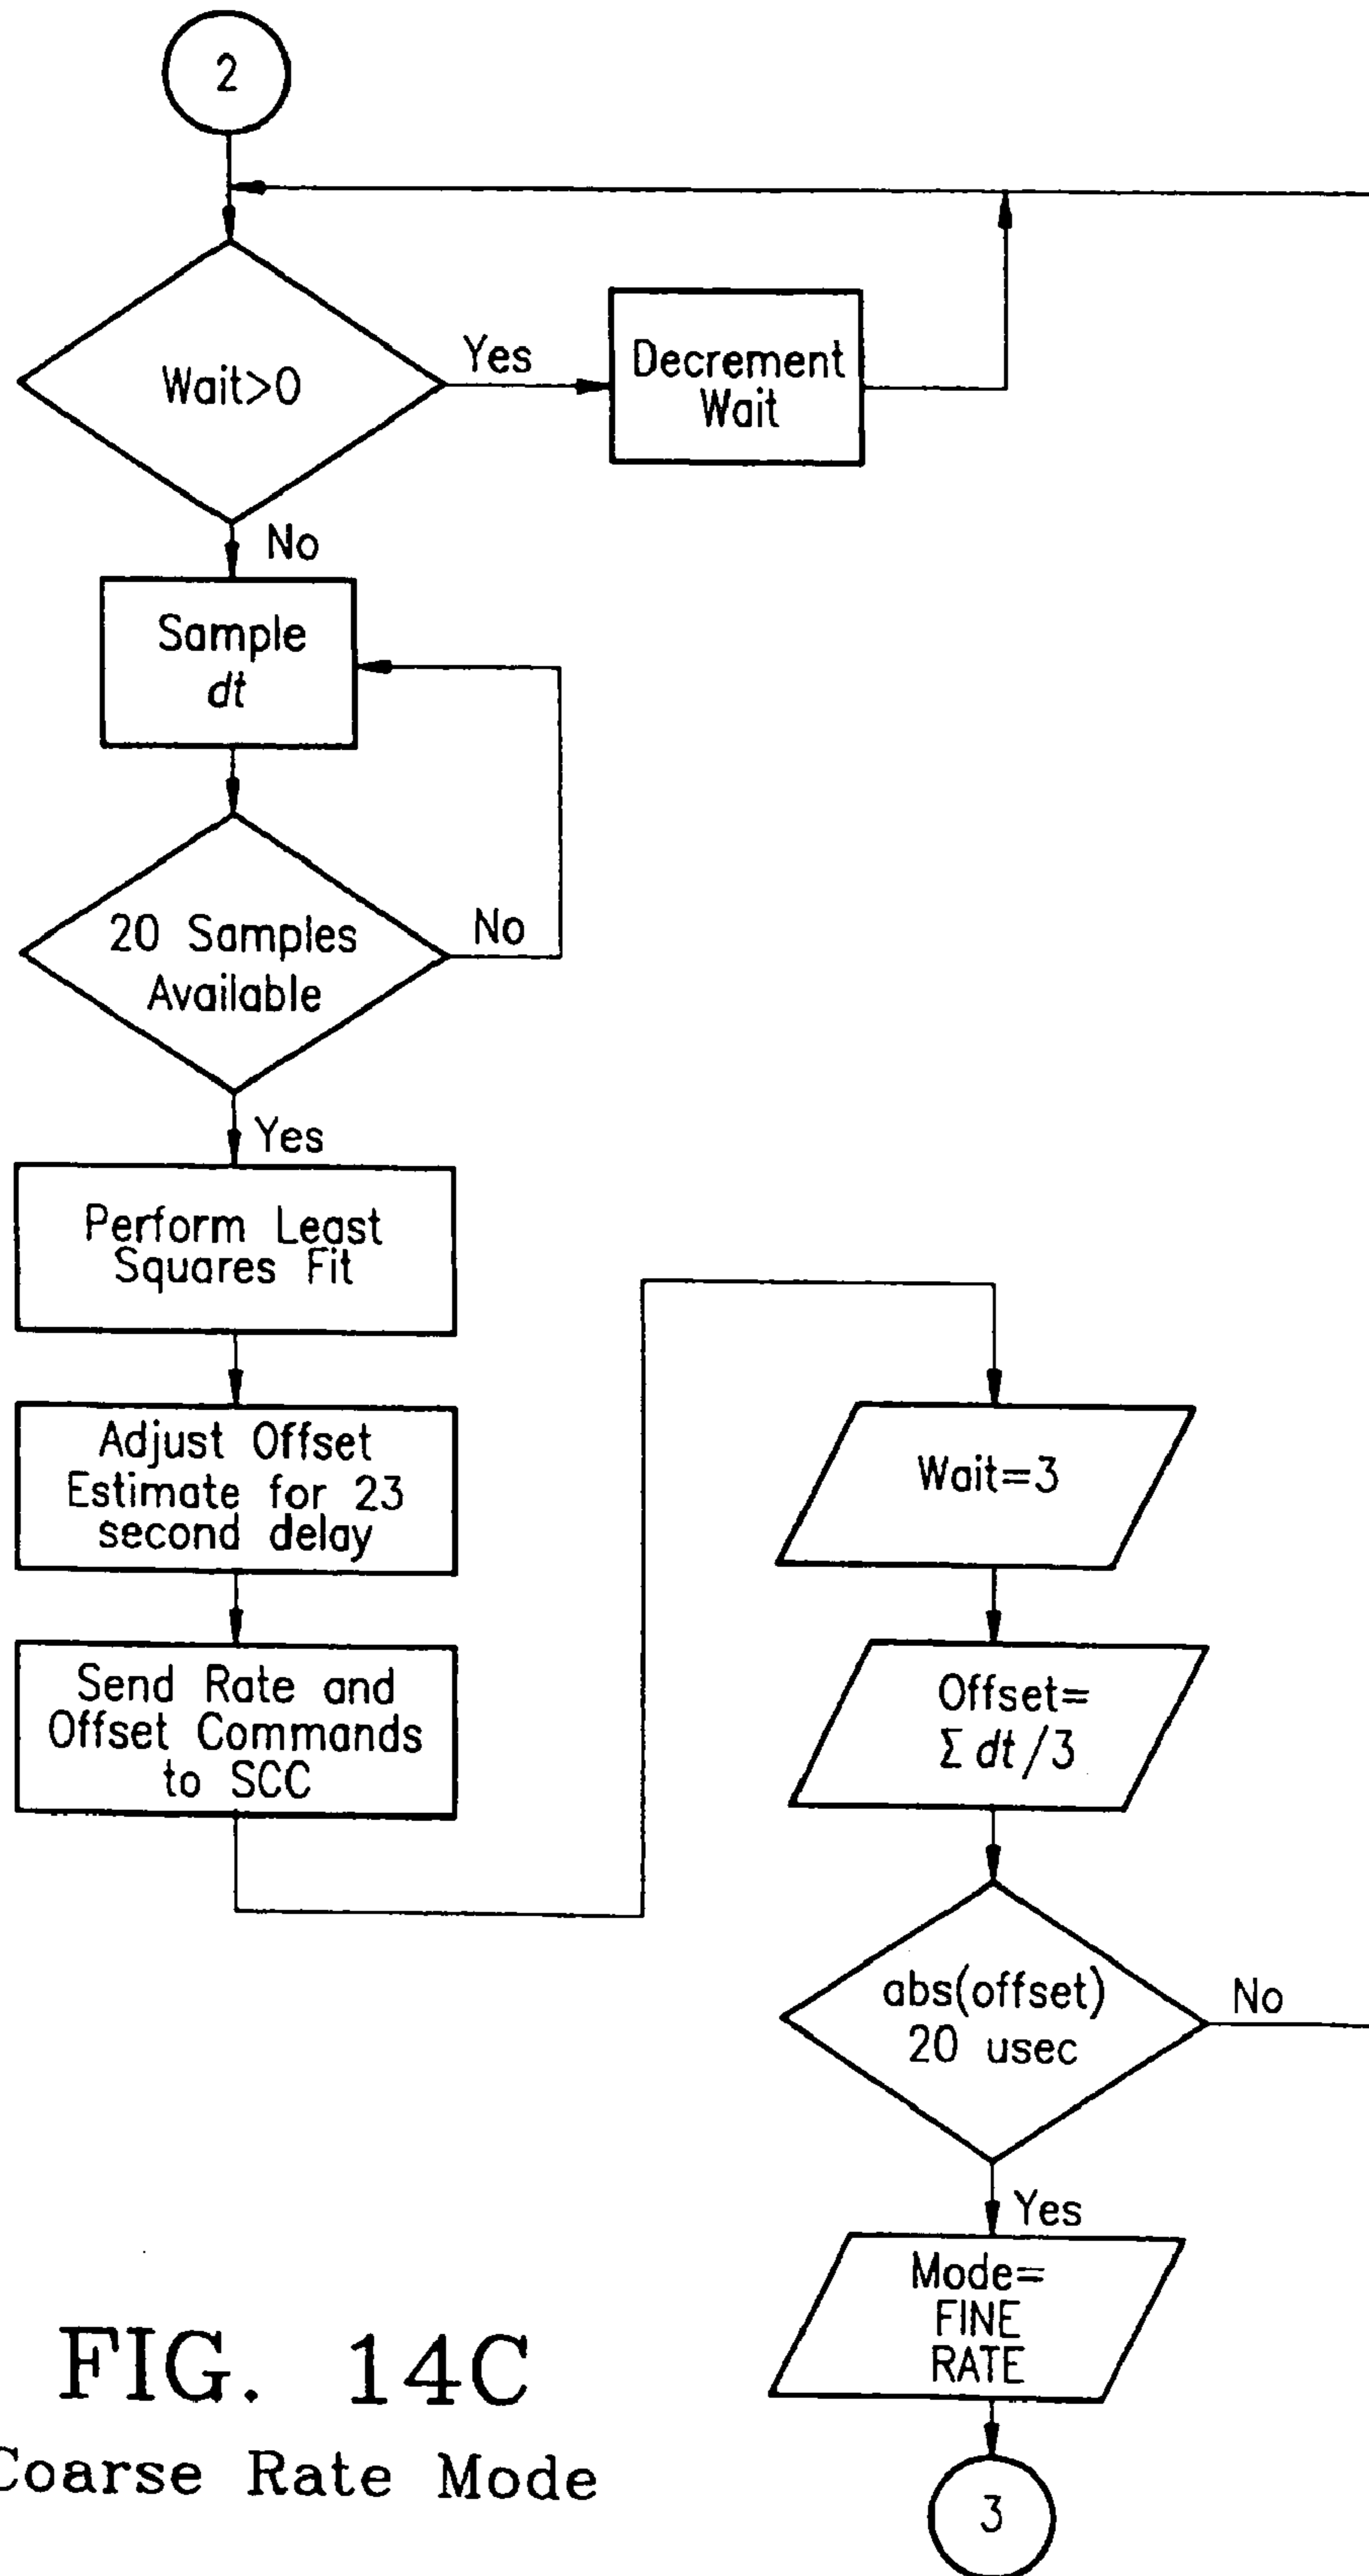 2
Wait>0
Yes
Decrement
Wait
No
Sample
dt
20 Samples
Available
No
Yes
Perform Least
Squares Fit
Adjust Offset
Estimate for 23
second delay
Send Rate and
Offset Commands
to SCC
Wait=3
Offset=
Σ dt/3
abs(offset)
20 usec
No
Yes
Mode=
FINE
RATE
3
FIG. 14C
Coarse Rate Mode